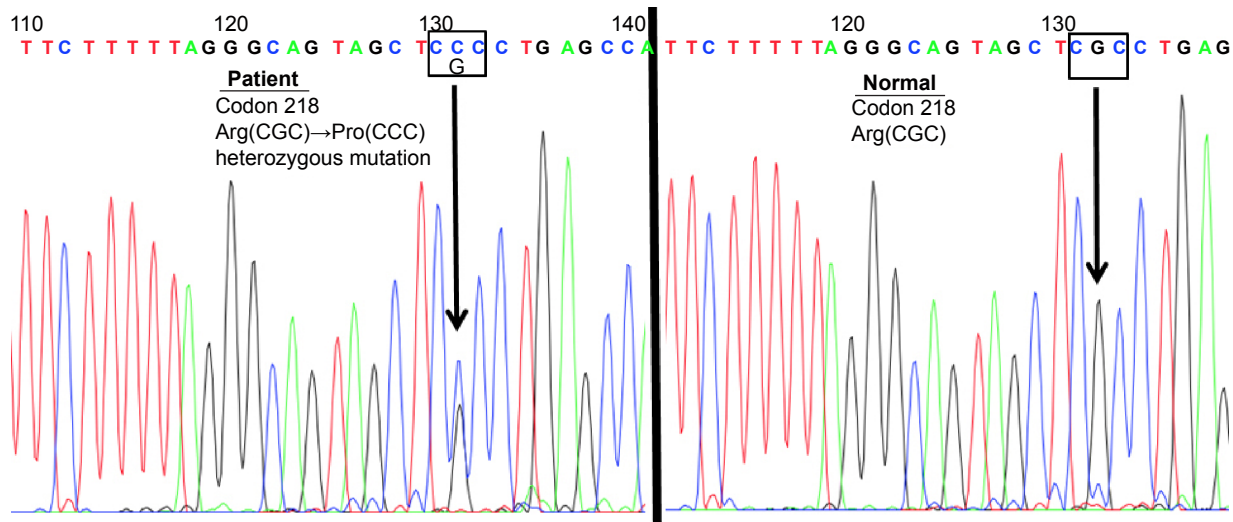 110 120 130 140
T T C T T T T T A G G G C A G T A G C T C C C C T G A G C C A
G
Patient
Codon 218
Arg(CGC)→Pro(CCC)
heterozygous mutation
120 130
T T C T T T T T A G G G C A G T A G C T C G C C T G A G
Normal
Codon 218
Arg(CGC)